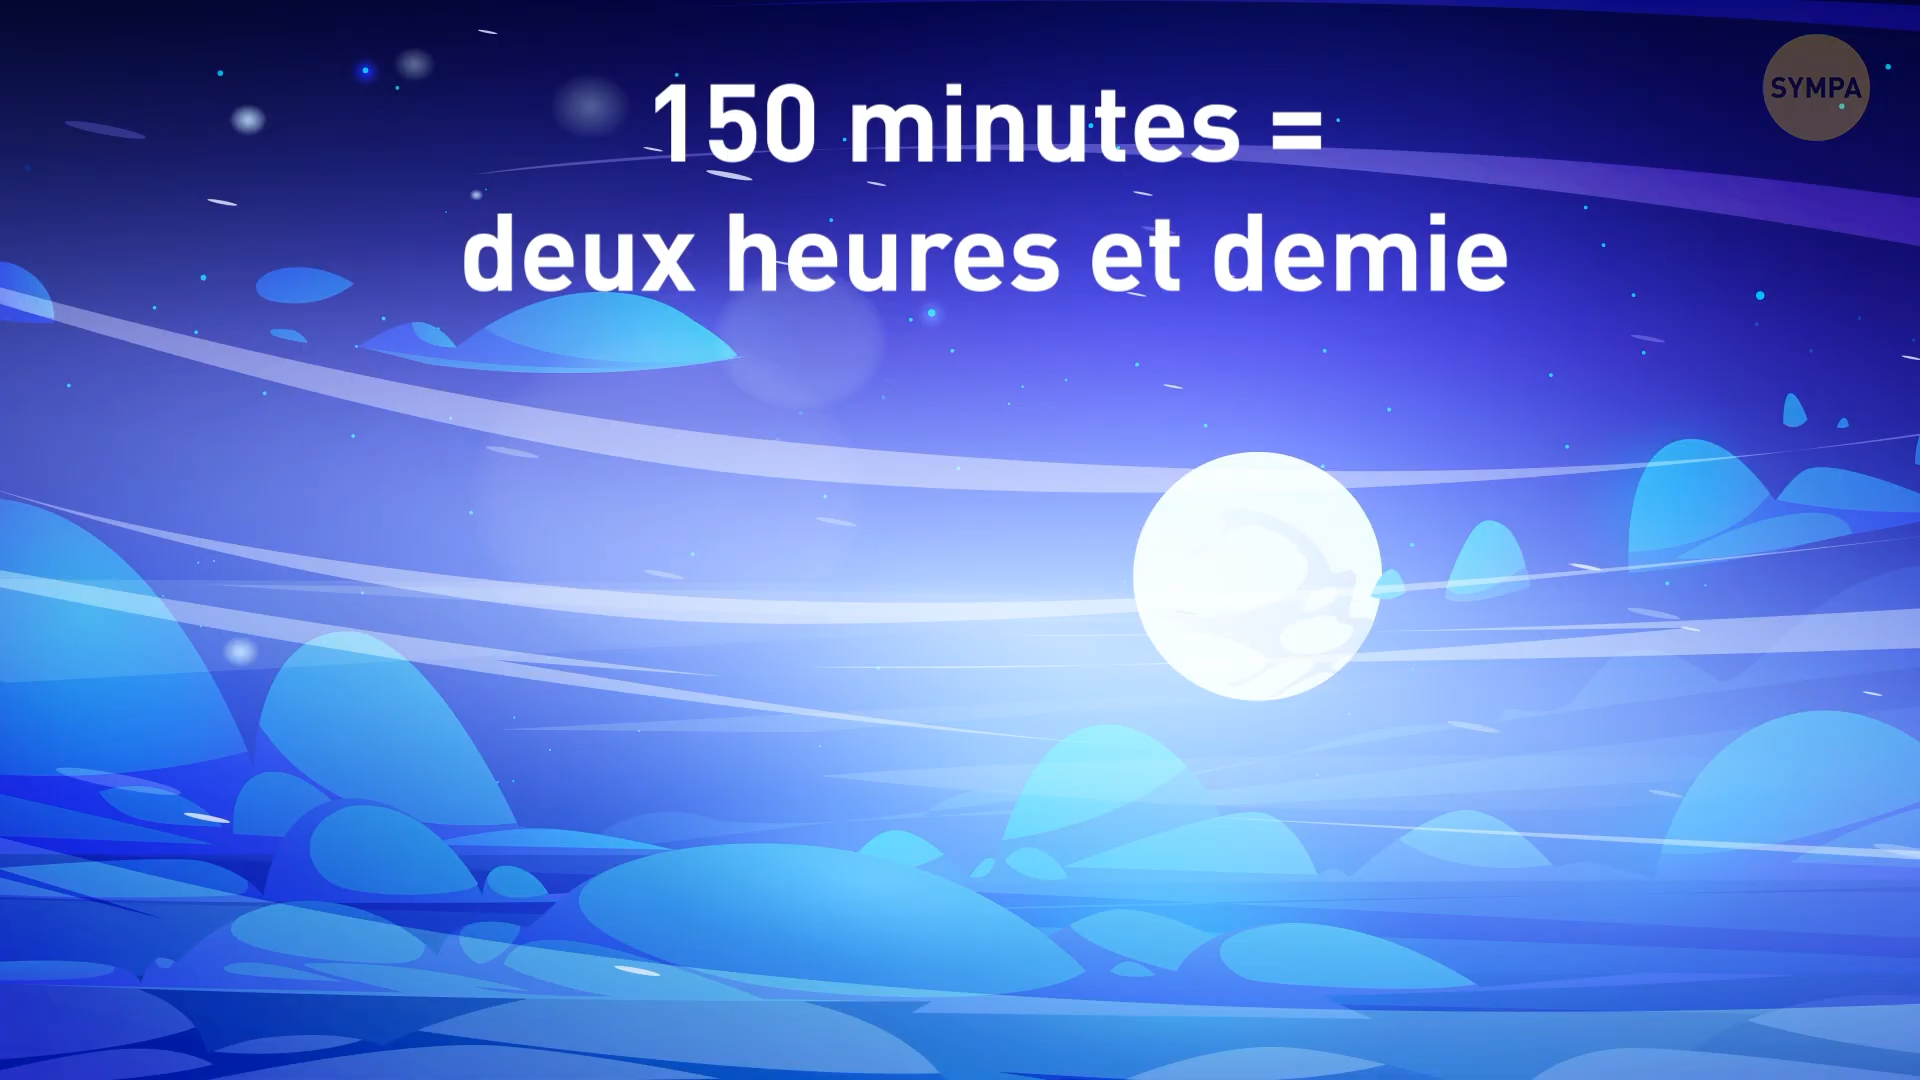 150 minutes =
deux heures et demie
SYMPA